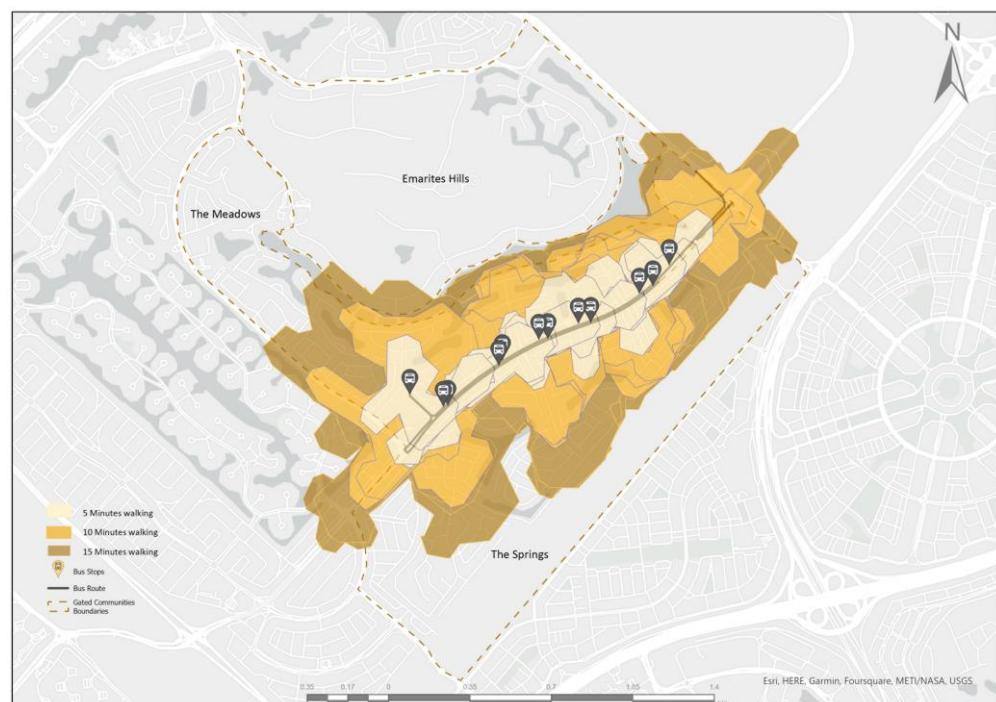 N
Emarites Hills
The Meadows
5 Minutes walking
10 Minutes walking
15 Minutes walking
Bus Stops
Bus Route
Gated Communities
Boundaries
The Springs
Esri, HERE, Garmin, Foursquare, METI/NASA, USGS
0.35 0.17 0 0.35 0.7 1.05 1.4